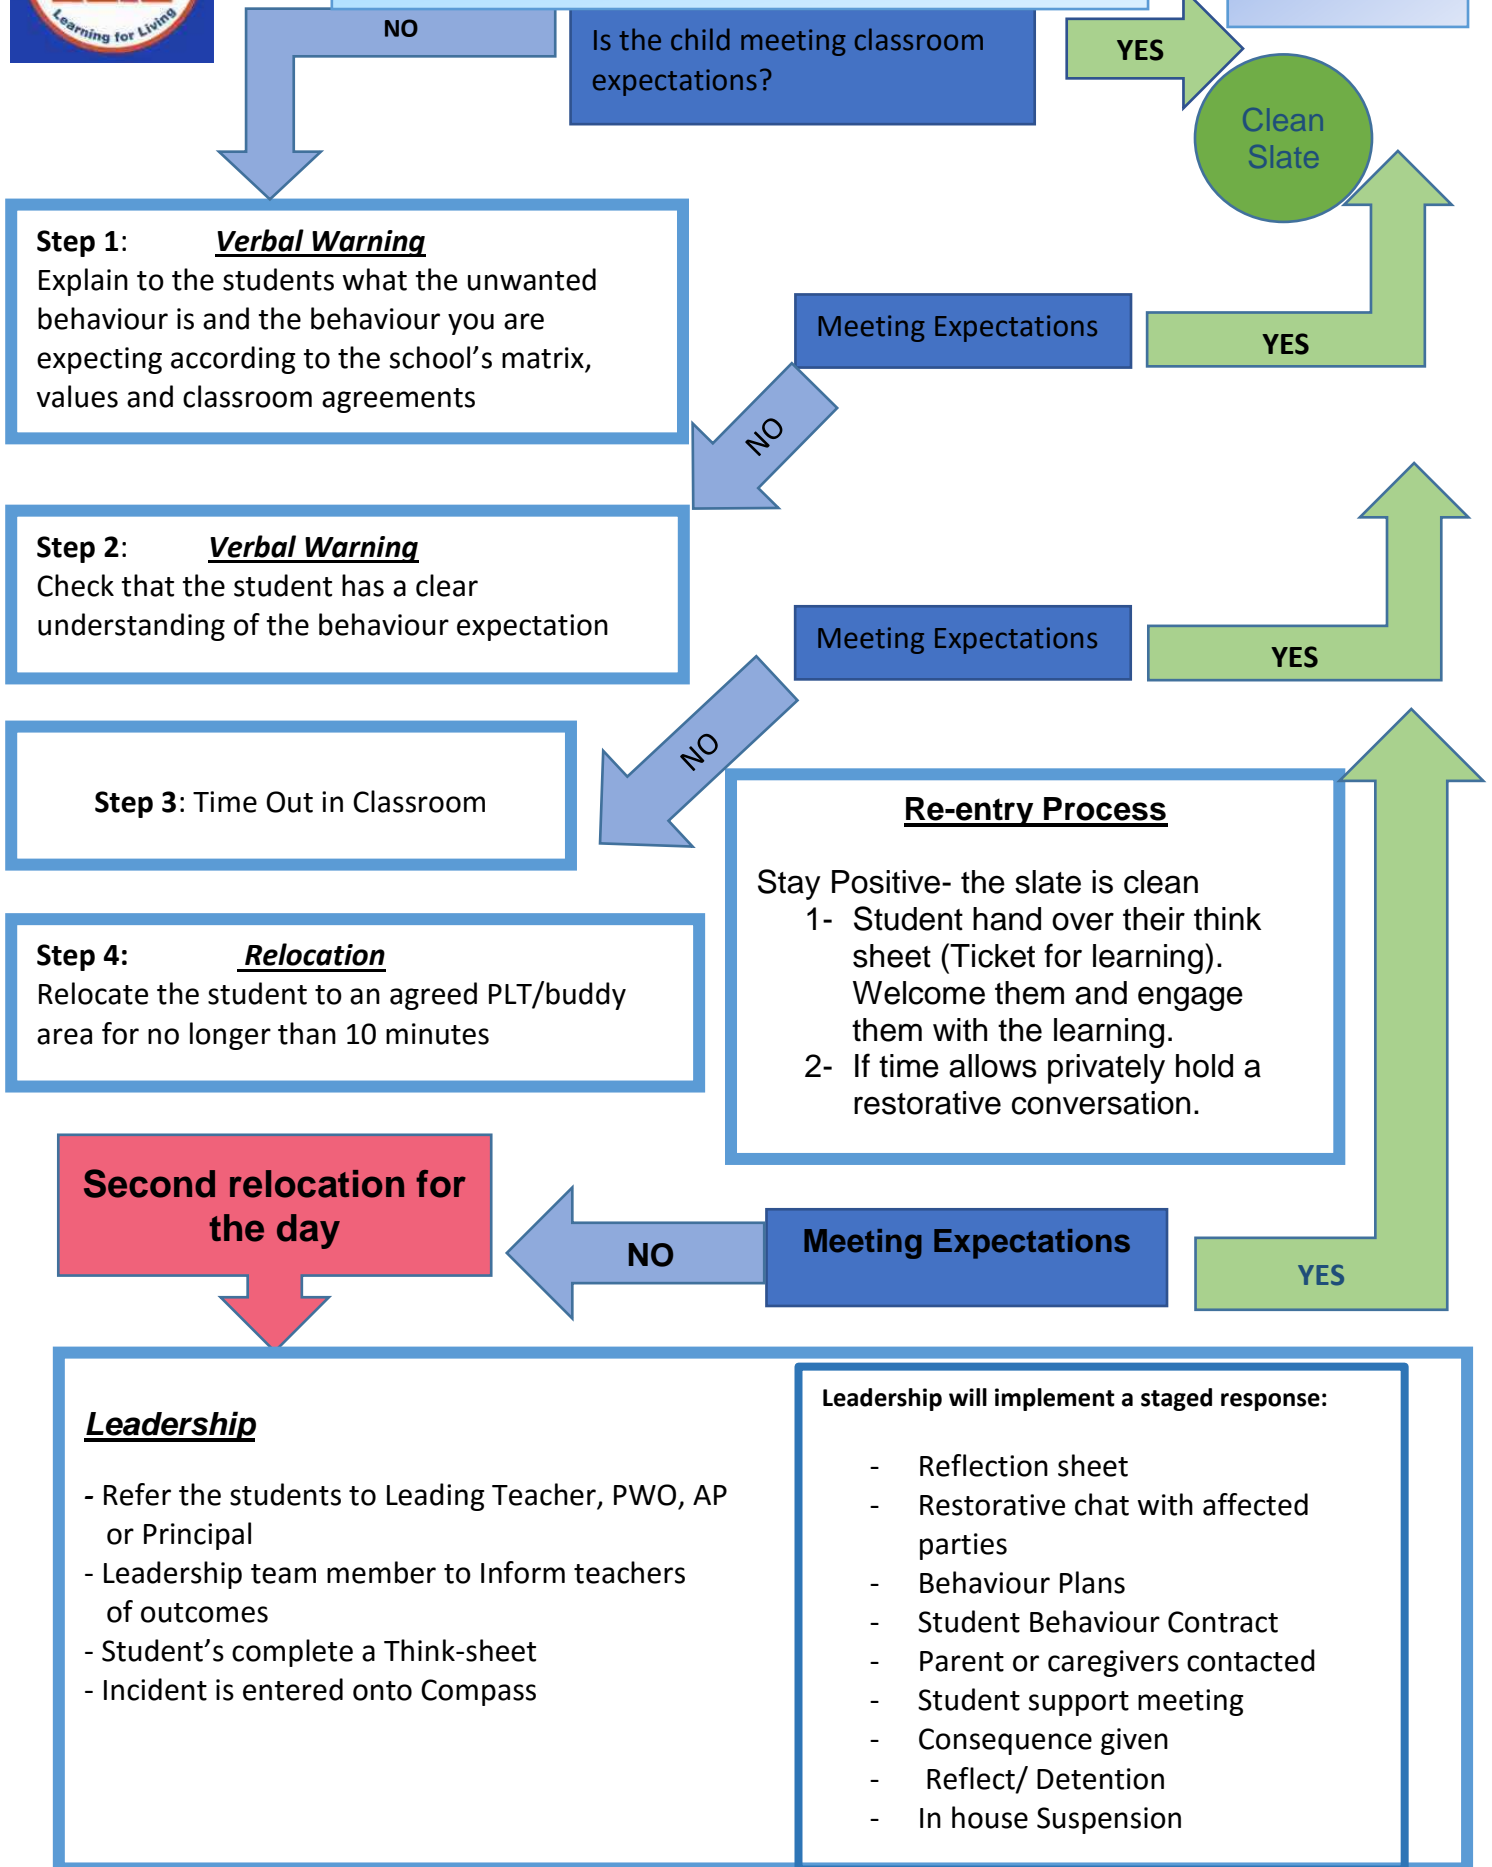 Learning for Living
NO
Is the child meeting classroom
expectations?
YES
Clean
Slate
Step 1: Verbal Warning
Explain to the students what the unwanted
behaviour is and the behaviour you are
expecting according to the school’s matrix,
values and classroom agreements
Meeting Expectations
YES
NO
Step 2: Verbal Warning
Check that the student has a clear
understanding of the behaviour expectation
Meeting Expectations
YES
NO
Step 3: Time Out in Classroom
Re-entry Process
Stay Positive- the slate is clean
1- Student hand over their think
sheet (Ticket for learning).
Welcome them and engage
them with the learning.
2- If time allows privately hold a
restorative conversation.
Step 4: Relocation
Relocate the student to an agreed PLT/buddy
area for no longer than 10 minutes
Second relocation for
the day
NO
Meeting Expectations
YES
Leadership
- Refer the students to Leading Teacher, PWO, AP
or Principal
- Leadership team member to Inform teachers
of outcomes
- Student’s complete a Think-sheet
- Incident is entered onto Compass
Leadership will implement a staged response:
- Reflection sheet
- Restorative chat with affected
parties
- Behaviour Plans
- Student Behaviour Contract
- Parent or caregivers contacted
- Student support meeting
- Consequence given
- Reflect/ Detention
- In house Suspension